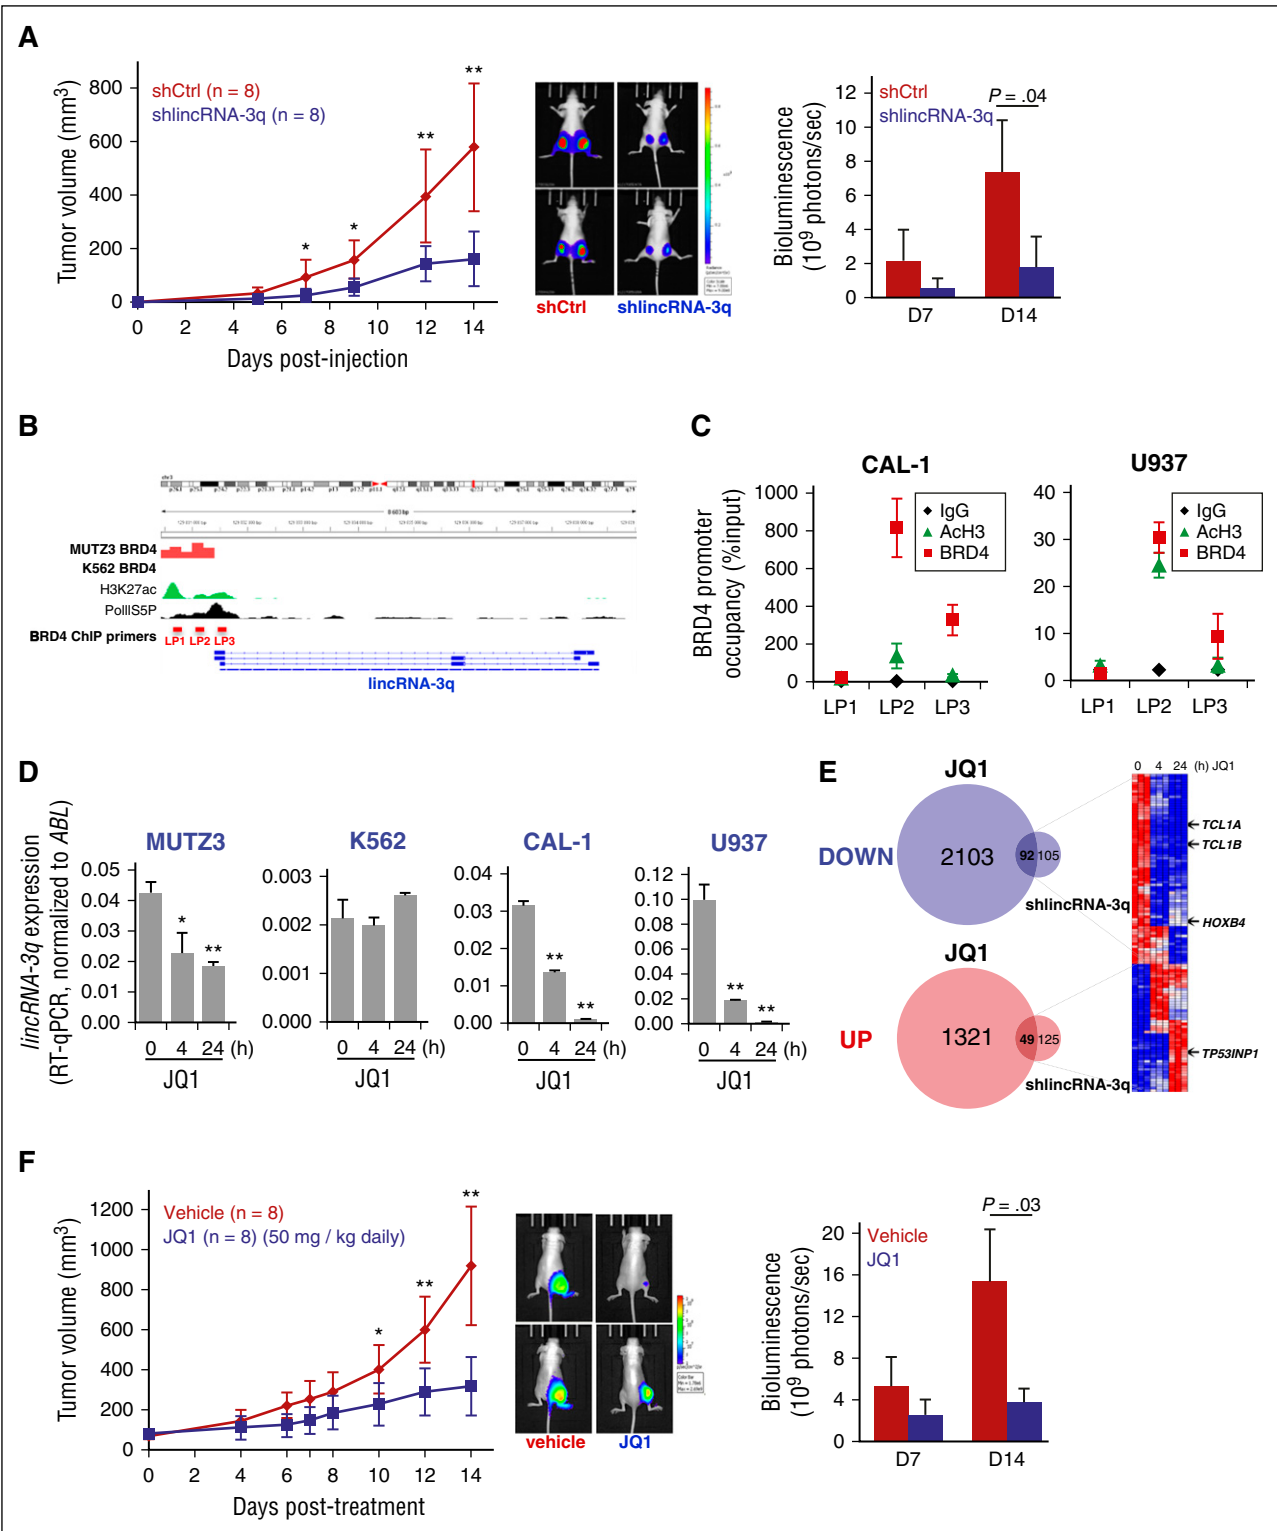 A
Tumor volume (mm3)
800
600
400
200
0
0 2 4 6 8 10 12 14
Days post-injection
shCtrl (n = 8)
shlincRNA-3q (n = 8)
* * ** **
shCtrl shlincRNA-3q
Bioluminescence
(109 photons/sec)
12
10
8
6
4
2
0
shCtrl
shlincRNA-3q
P = .04
D7 D14
B
MUTZ3 BRD4
K562 BRD4
H3K27ac
PolIIS5P
BRD4 ChIP primers
LP1 LP2 LP3
lincRNA-3q
C
BRD4 promoter
occupancy (%input)
CAL-1
1000
800
600
400
200
0
IgG
AcH3
BRD4
LP1 LP2 LP3
U937
40
30
20
10
0
IgG
AcH3
BRD4
LP1 LP2 LP3
D
lincRNA-3q expression
(RT-qPCR, normalized to ABL)
MUTZ3
0.05
0.04
0.03
0.02
0.01
0.00
* **
0 4 24 (h)
JQ1
K562
0.003
0.002
0.001
0.000
0 4 24 (h)
JQ1
CAL-1
0.04
0.03
0.02
0.01
0.00
** **
0 4 24 (h)
JQ1
U937
0.12
0.10
0.08
0.06
0.04
0.02
0.00
** **
0 4 24 (h)
JQ1
E
JQ1
DOWN
2103 92 105
shlincRNA-3q
JQ1
UP
1321 49 125
shlincRNA-3q
0 4 24 (h) JQ1
TCL1A
TCL1B
HOXB4
TP53INP1
F
Tumor volume (mm3)
1200
1000
800
600
400
200
0
0 2 4 6 8 10 12 14
Days post-treatment
Vehicle (n = 8)
JQ1 (n = 8) (50 mg / kg daily)
* ** **
vehicle JQ1
Bioluminescence
(109 photons/sec)
20
16
12
8
4
0
Vehicle
JQ1
P = .03
D7 D14